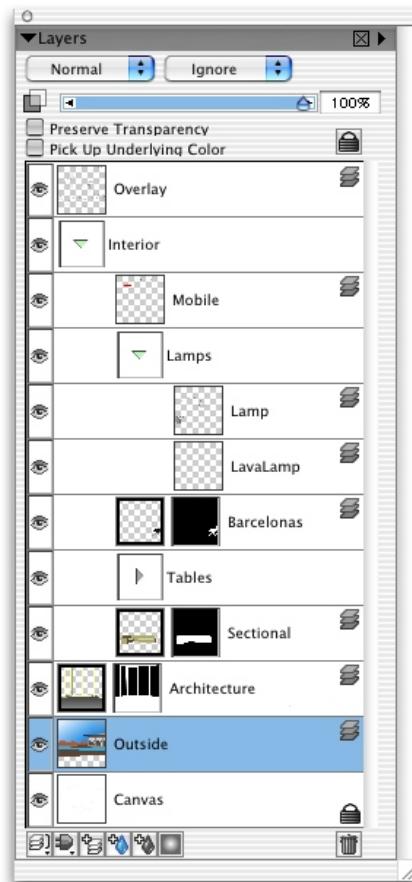 Layers
Normal Ignore
100%
Preserve Transparency
Pick Up Underlying Color
Overlay
Interior
Mobile
Lamps
Lamp
LavaLamp
Barcelonas
Tables
Sectional
Architecture
Outside
Canvas